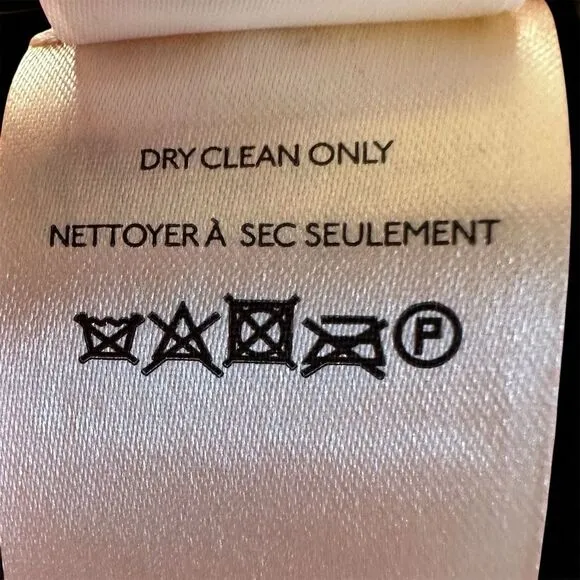 DRY CLEAN ONLY
NETTOYER À SEC SEULEMENT
P